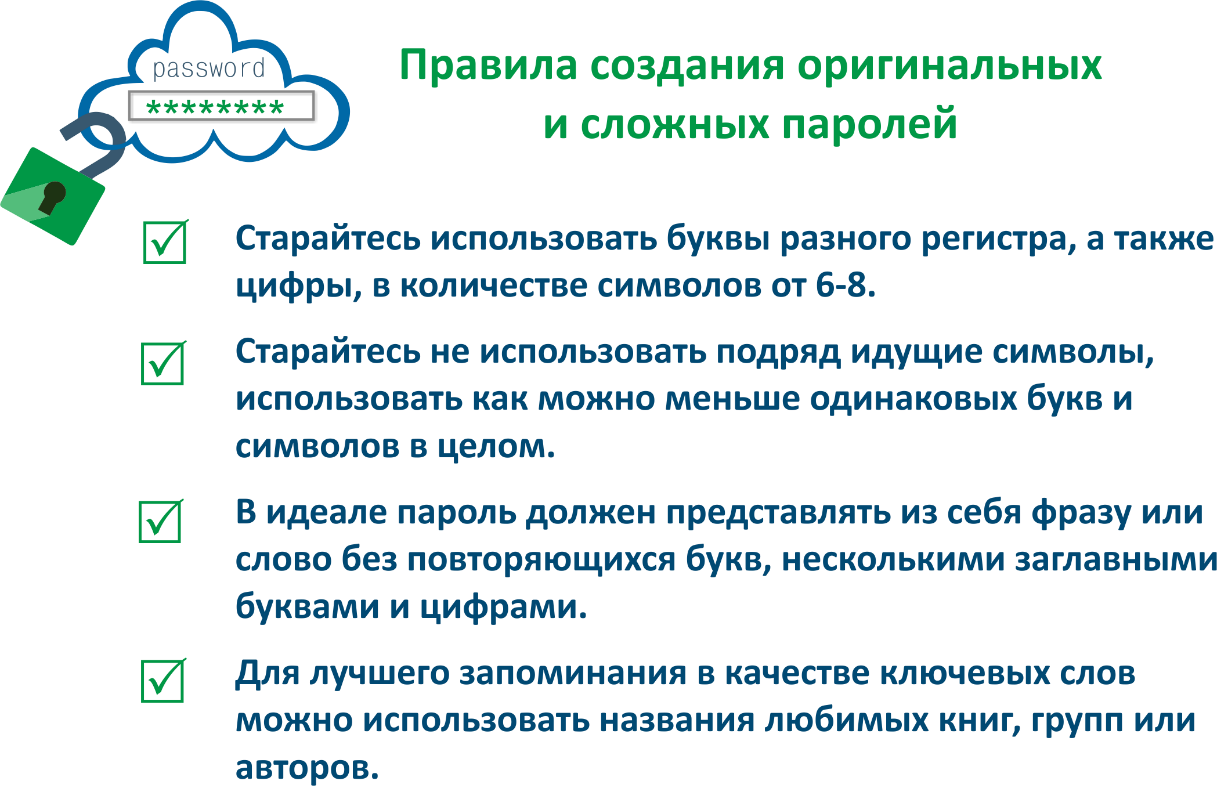 password
********
Правила создания оригинальных
и сложных паролей
Старайтесь использовать буквы разного регистра, а также
цифры, в количестве символов от 6-8.
Старайтесь не использовать подряд идущие символы,
использовать как можно меньше одинаковых букв и
символов в целом.
В идеале пароль должен представлять из себя фразу или
слово без повторяющихся букв, несколькими заглавными
буквами и цифрами.
Для лучшего запоминания в качестве ключевых слов
можно использовать названия любимых книг, групп или
авторов.